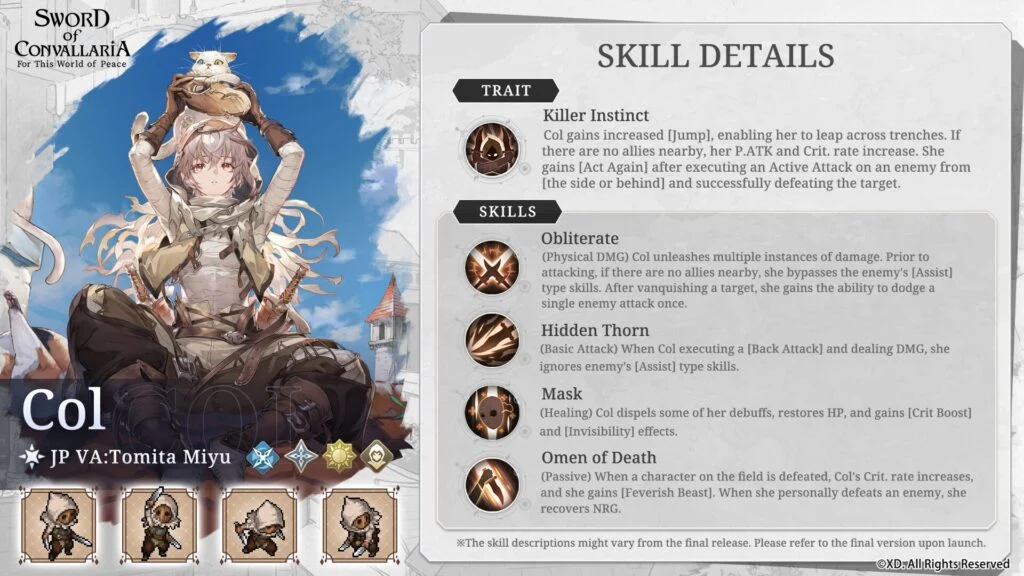 SWORD
of
CONVALLARIA
For This World of Peace
Col
JP VA:Tomita Miyu
SKILL DETAILS
TRAIT
Killer Instinct
Col gains increased [Jump], enabling her to leap across trenches. If
there are no allies nearby, her P.ATK and Crit. rate increase. She
gains [Act Again] after executing an Active Attack on an enemy from
[the side or behind] and successfully defeating the target.
SKILLS
Obliterate
(Physical DMG) Col unleashes multiple instances of damage. Prior to
attacking, if there are no allies nearby, she bypasses the enemy's [Assist]
type skills. After vanquishing a target, she gains the ability to dodge a
single enemy attack once.
Hidden Thorn
(Basic Attack) When Col executing a [Back Attack] and dealing DMG, she
ignores enemy's [Assist] type skills.
Mask
(Healing) Col dispels some of her debuffs, restores HP, and gains [Crit Boost]
and [Invisibility] effects.
Omen of Death
(Passive) When a character on the field is defeated, Col's Crit. rate increases,
and she gains [Feverish Beast]. When she personally defeats an enemy, she
recovers NRG.
※The skill descriptions might vary from the final release. Please refer to the final version upon launch.
©XD. All Rights Reserved